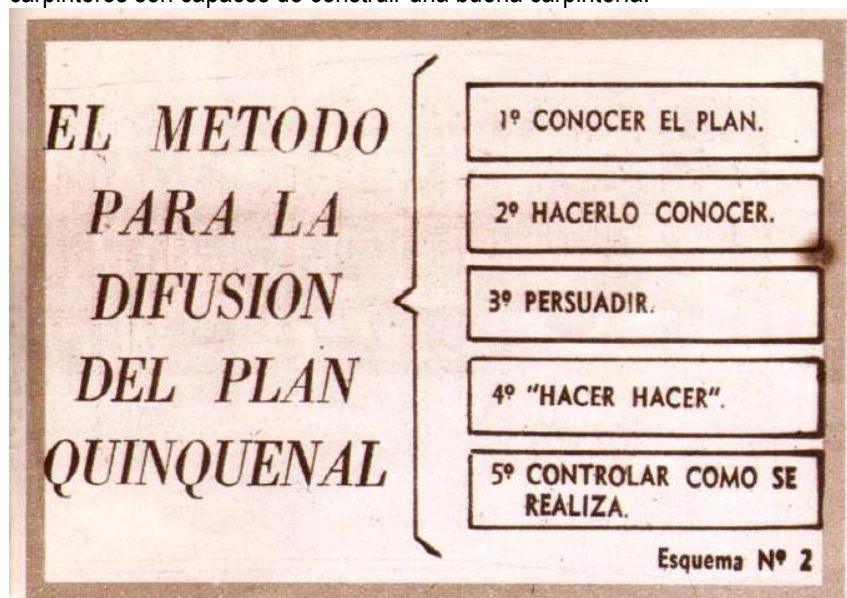 EL METODO
PARA LA
DIFUSION
DEL PLAN
QUINQUENAL
1º CONOCER EL PLAN.
2º HACERLO CONOCER.
3º PERSUADIR.
4º "HACER HACER".
5º CONTROLAR COMO SE
REALIZA.
Esquema Nº 2